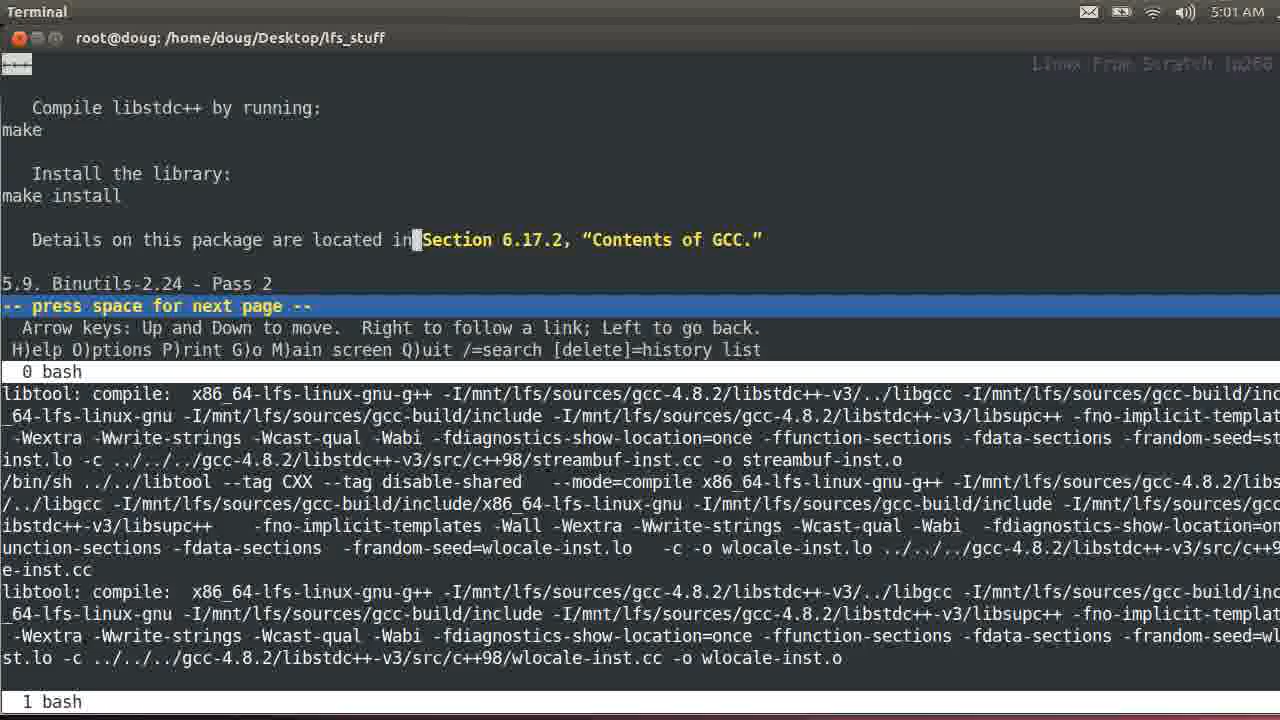 Terminal
5:01 AM
root@doug: /home/doug/Desktop/lfs_stuff
Linux From Scratch (p268
Compile libstdc++ by running:
make
Install the library:
make install
Details on this package are located in Section 6.17.2, “Contents of GCC.”
5.9. Binutils-2.24 - Pass 2
-- press space for next page --
Arrow keys: Up and Down to move.  Right to follow a link; Left to go back.
H)elp O)ptions P)rint G)o M)ain screen Q)uit /=search [delete]=history list
0 bash
libtool: compile:  x86_64-lfs-linux-gnu-g++ -I/mnt/lfs/sources/gcc-4.8.2/libstdc++-v3/../libgcc -I/mnt/lfs/sources/gcc-build/inc
_64-lfs-linux-gnu -I/mnt/lfs/sources/gcc-build/include -I/mnt/lfs/sources/gcc-4.8.2/libstdc++-v3/libsupc++ -fno-implicit-templat
-Wextra -Wwrite-strings -Wcast-qual -Wabi -fdiagnostics-show-location=once -ffunction-sections -fdata-sections -frandom-seed=st
inst.lo -c ../../../gcc-4.8.2/libstdc++-v3/src/c++98/streambuf-inst.cc -o streambuf-inst.o
/bin/sh ../../libtool --tag CXX --tag disable-shared   --mode=compile x86_64-lfs-linux-gnu-g++ -I/mnt/lfs/sources/gcc-4.8.2/libs
/../libgcc -I/mnt/lfs/sources/gcc-build/include/x86_64-lfs-linux-gnu -I/mnt/lfs/sources/gcc-build/include -I/mnt/lfs/sources/gcc
ibstdc++-v3/libsupc++    -fno-implicit-templates -Wall -Wextra -Wwrite-strings -Wcast-qual -Wabi  -fdiagnostics-show-location=on
unction-sections -fdata-sections  -frandom-seed=wlocale-inst.lo   -c -o wlocale-inst.lo ../../../gcc-4.8.2/libstdc++-v3/src/c++9
e-inst.cc
libtool: compile:  x86_64-lfs-linux-gnu-g++ -I/mnt/lfs/sources/gcc-4.8.2/libstdc++-v3/../libgcc -I/mnt/lfs/sources/gcc-build/inc
_64-lfs-linux-gnu -I/mnt/lfs/sources/gcc-build/include -I/mnt/lfs/sources/gcc-4.8.2/libstdc++-v3/libsupc++ -fno-implicit-templat
-Wextra -Wwrite-strings -Wcast-qual -Wabi -fdiagnostics-show-location=once -ffunction-sections -fdata-sections -frandom-seed=wl
st.lo -c ../../../gcc-4.8.2/libstdc++-v3/src/c++98/wlocale-inst.cc -o wlocale-inst.o
1 bash